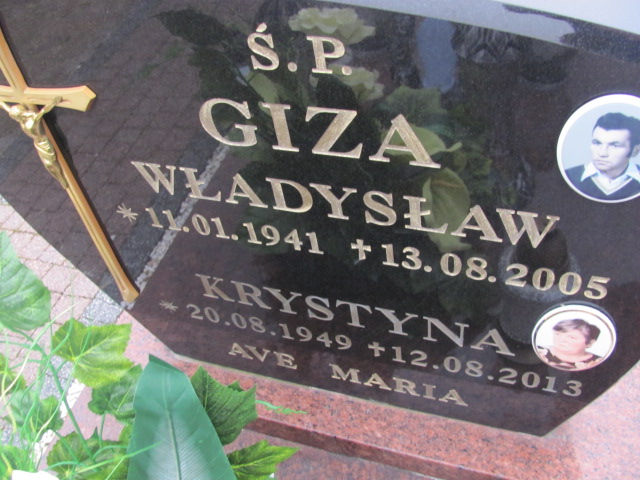 Ś.P.
GIZA
WŁADYSŁAW
* 11.01.1941 ✝ 13.08.2005
KRYSTYNA
* 20.08.1949 ✝ 12.08.2013
AVE MARIA